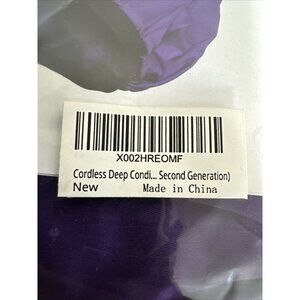 X002HREOMF
Cordless Deep Condi... Second Generation)
New
Made in China